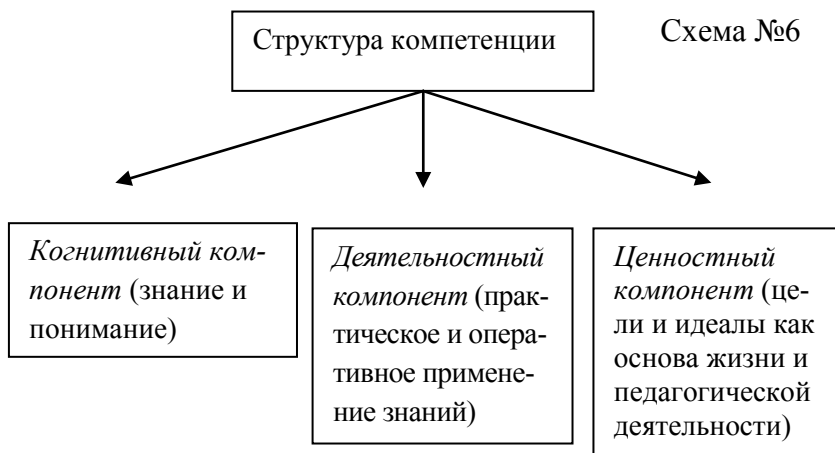 Схема №6
Структура компетенции
Когнитивный ком-
понент (знание и
понимание)
Деятельностный
компонент (прак-
тическое и опера-
тивное примене-
ние знаний)
Ценностный
компонент (це-
ли и идеалы как
основа жизни и
педагогической
деятельности)